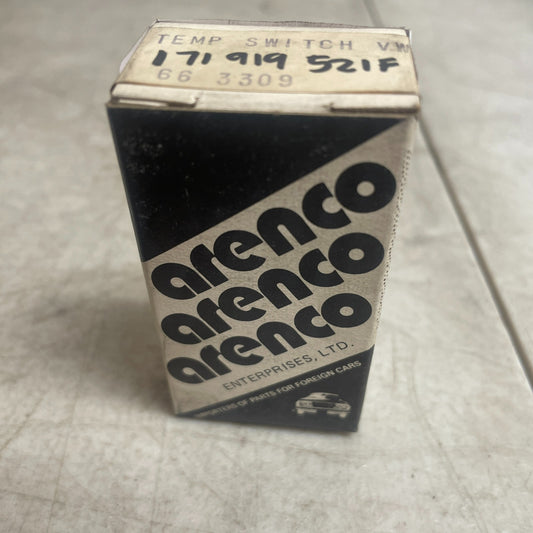 TEMP SWITCH VW
171 919 521F
66 3309
arenco
arenco
arenco
ENTERPRISES, LTD.
IMPORTERS OF PARTS FOR FOREIGN CARS